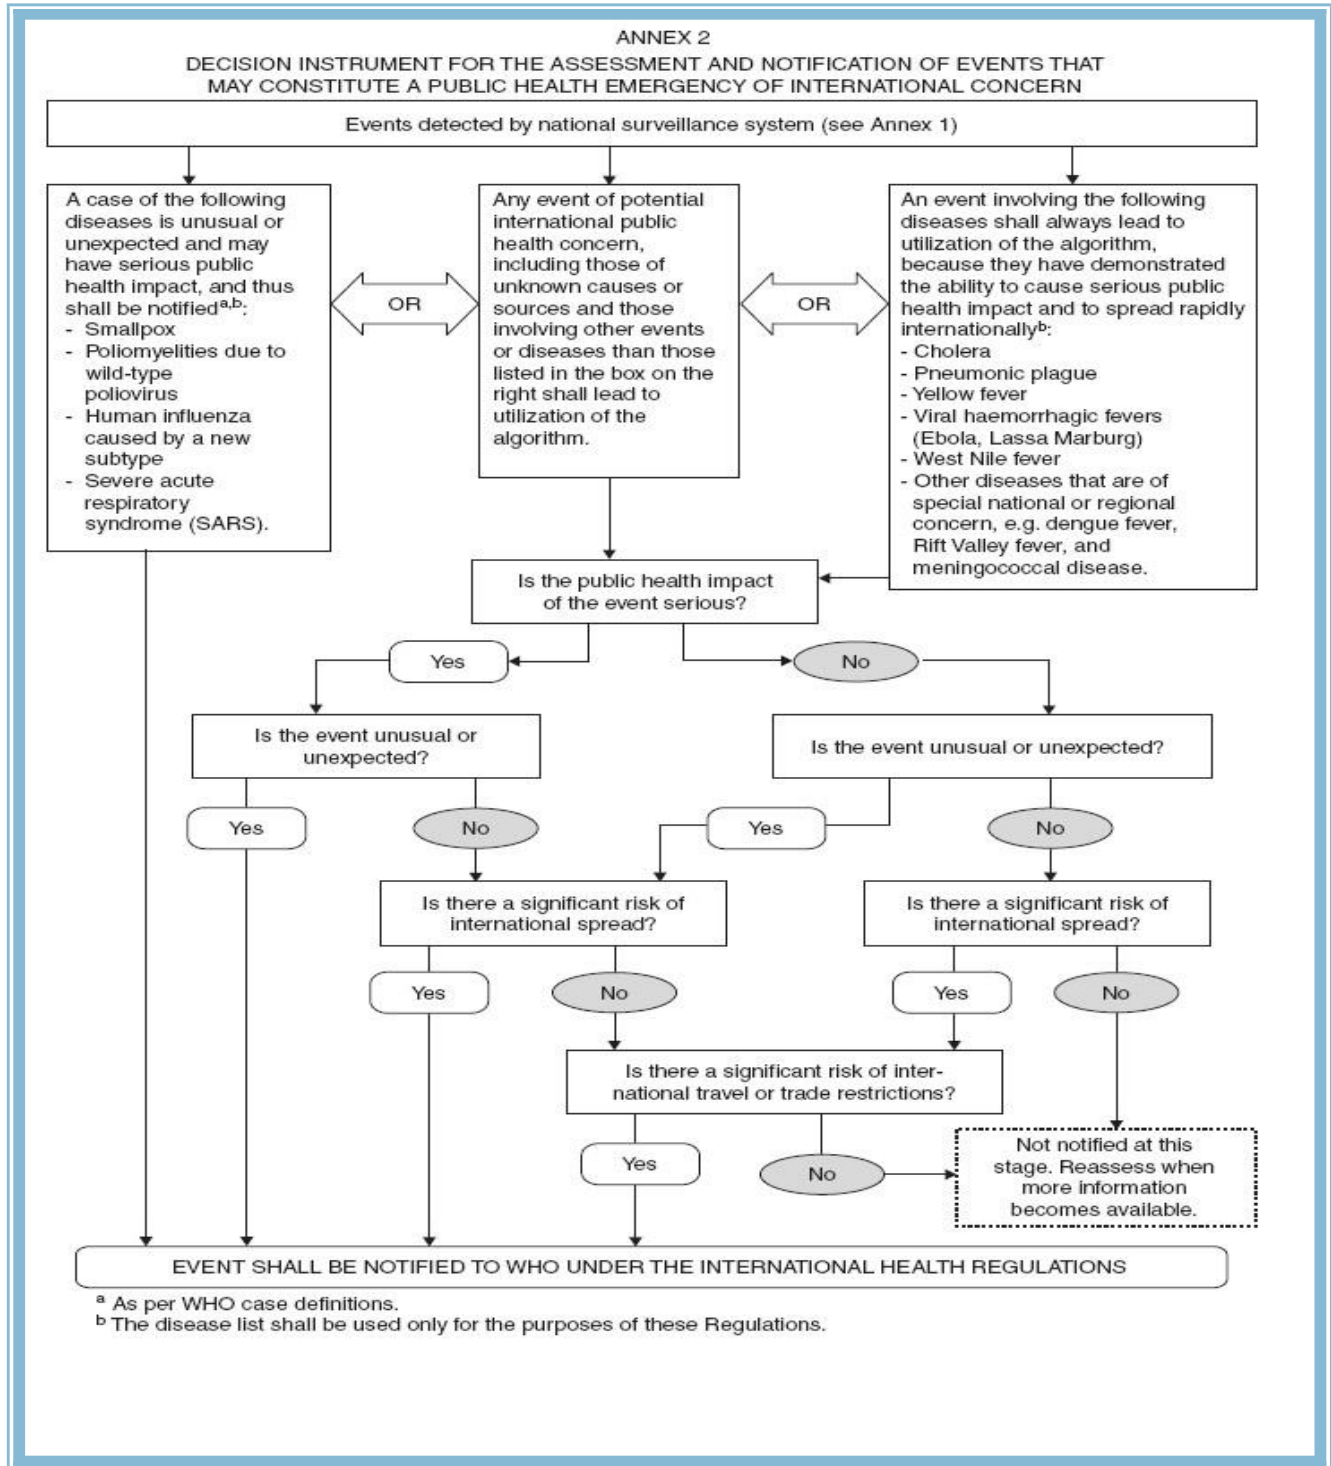 ANNEX 2
DECISION INSTRUMENT FOR THE ASSESSMENT AND NOTIFICATION OF EVENTS THAT
MAY CONSTITUTE A PUBLIC HEALTH EMERGENCY OF INTERNATIONAL CONCERN
Events detected by national surveillance system (see Annex 1)
A case of the following
diseases is unusual or
unexpected and may
have serious public
health impact, and thus
shall be notifiedᵃ,ᵇ:
- Smallpox
- Poliomyelities due to
wild-type
poliovirus
- Human influenza
caused by a new
subtype
- Severe acute
respiratory
syndrome (SARS).
OR
Any event of potential
international public
health concern,
including those of
unknown causes or
sources and those
involving other events
or diseases than those
listed in the box on the
right shall lead to
utilization of the
algorithm.
OR
An event involving the following
diseases shall always lead to
utilization of the algorithm,
because they have demonstrated
the ability to cause serious public
health impact and to spread rapidly
internationallyᵇ:
- Cholera
- Pneumonic plague
- Yellow fever
- Viral haemorrhagic fevers
(Ebola, Lassa Marburg)
- West Nile fever
- Other diseases that are of
special national or regional
concern, e.g. dengue fever,
Rift Valley fever, and
meningococcal disease.
Is the public health impact
of the event serious?
Yes
No
Is the event unusual or
unexpected?
Is the event unusual or unexpected?
Yes
No
Yes
No
Is there a significant risk of
international spread?
Is there a significant risk of
international spread?
Yes
No
Yes
No
Is there a significant risk of inter-
national travel or trade restrictions?
Yes
No
Not notified at this
stage. Reassess when
more information
becomes available.
EVENT SHALL BE NOTIFIED TO WHO UNDER THE INTERNATIONAL HEALTH REGULATIONS
ᵃ As per WHO case definitions.
ᵇ The disease list shall be used only for the purposes of these Regulations.